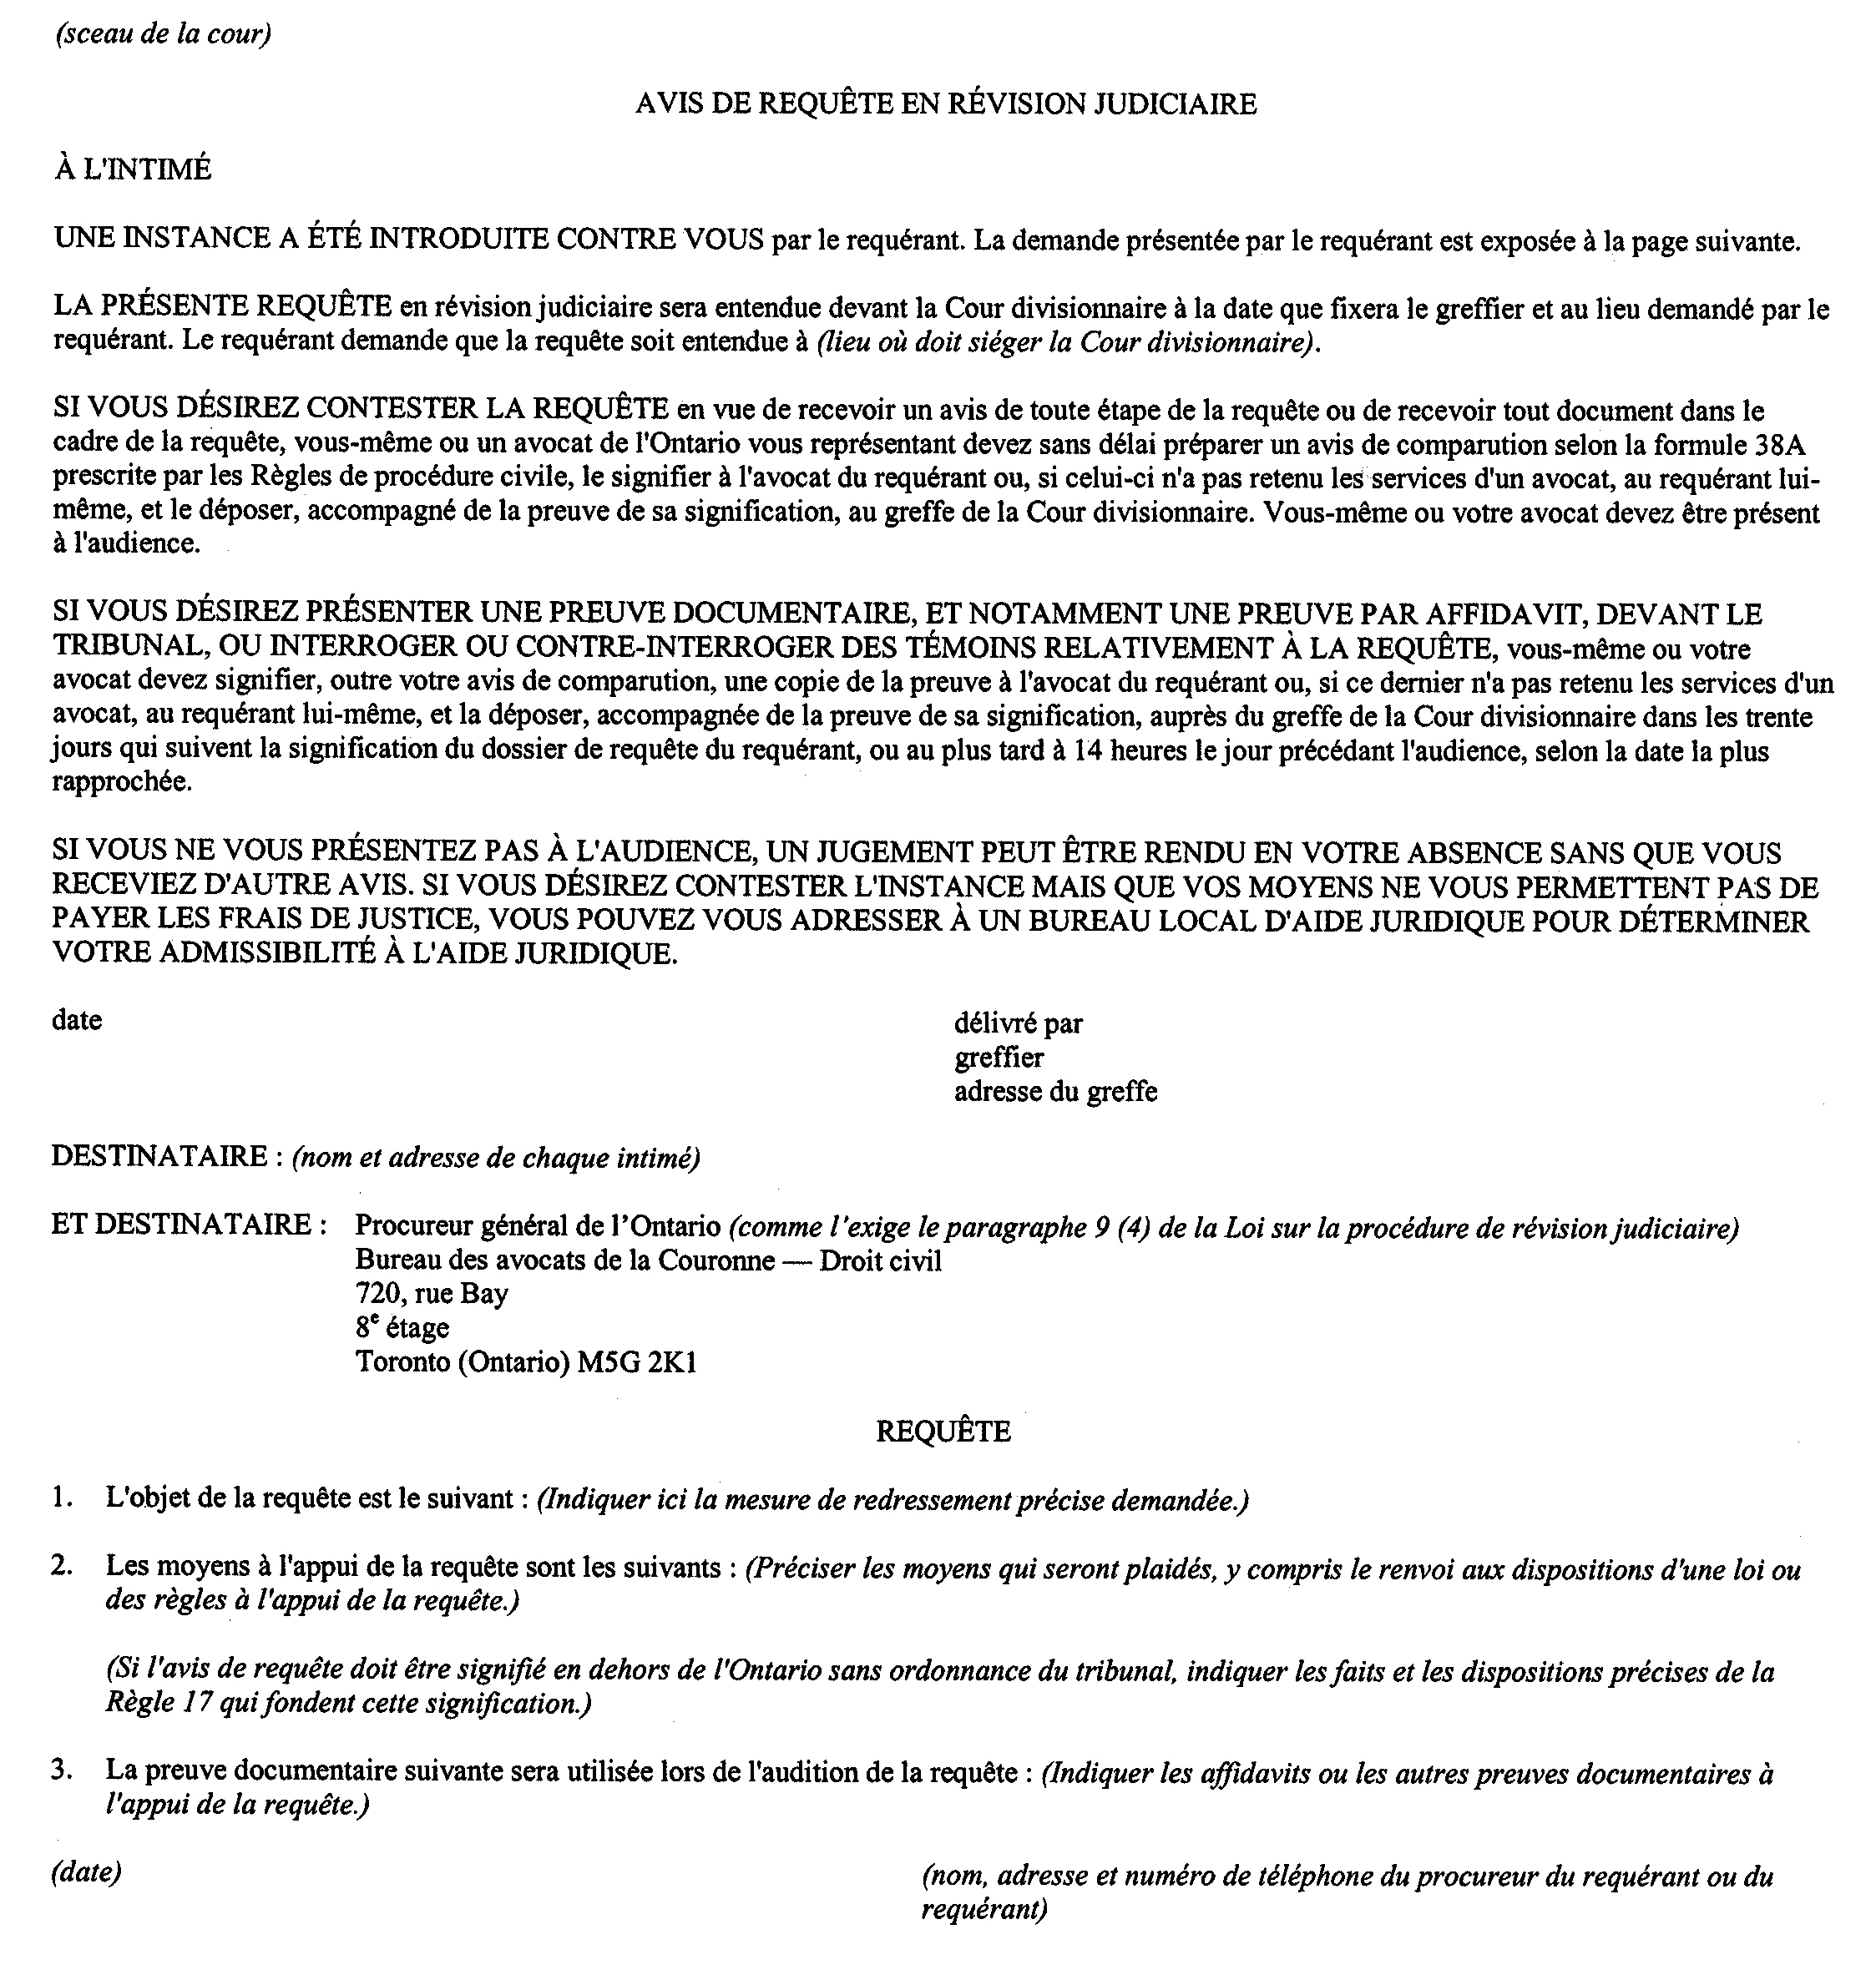 (sceau de la cour)
AVIS DE REQUÊTE EN RÉVISION JUDICIAIRE
À L'INTIMÉ
UNE INSTANCE A ÉTÉ INTRODUITE CONTRE VOUS par le requérant. La demande présentée par le requérant est exposée à la page suivante.
LA PRÉSENTE REQUÊTE en révision judiciaire sera entendue devant la Cour divisionnaire à la date que fixera le greffier et au lieu demandé par le
requérant. Le requérant demande que la requête soit entendue à (lieu où doit siéger la Cour divisionnaire).
SI VOUS DÉSIREZ CONTESTER LA REQUÊTE en vue de recevoir un avis de toute étape de la requête ou de recevoir tout document dans le
cadre de la requête, vous-même ou un avocat de l'Ontario vous représentant devez sans délai préparer un avis de comparution selon la formule 38A
prescrite par les Règles de procédure civile, le signifier à l'avocat du requérant ou, si celui-ci n'a pas retenu les services d'un avocat, au requérant lui-
même, et le déposer, accompagné de la preuve de sa signification, au greffe de la Cour divisionnaire. Vous-même ou votre avocat devez être présent
à l'audience.
SI VOUS DÉSIREZ PRÉSENTER UNE PREUVE DOCUMENTAIRE, ET NOTAMMENT UNE PREUVE PAR AFFIDAVIT, DEVANT LE
TRIBUNAL, OU INTERROGER OU CONTRE-INTERROGER DES TÉMOINS RELATIVEMENT À LA REQUÊTE, vous-même ou votre
avocat devez signifier, outre votre avis de comparution, une copie de la preuve à l'avocat du requérant ou, si ce dernier n'a pas retenu les services d'un
avocat, au requérant lui-même, et la déposer, accompagnée de la preuve de sa signification, auprès du greffe de la Cour divisionnaire dans les trente
jours qui suivent la signification du dossier de requête du requérant, ou au plus tard à 14 heures le jour précédant l'audience, selon la date la plus
rapprochée.
SI VOUS NE VOUS PRÉSENTEZ PAS À L'AUDIENCE, UN JUGEMENT PEUT ÊTRE RENDU EN VOTRE ABSENCE SANS QUE VOUS
RECEVIEZ D'AUTRE AVIS. SI VOUS DÉSIREZ CONTESTER L'INSTANCE MAIS QUE VOS MOYENS NE VOUS PERMETTENT PAS DE
PAYER LES FRAIS DE JUSTICE, VOUS POUVEZ VOUS ADRESSER À UN BUREAU LOCAL D'AIDE JURIDIQUE POUR DÉTERMINER
VOTRE ADMISSIBILITÉ À L'AIDE JURIDIQUE.
date
délivré par
greffier
adresse du greffe
DESTINATAIRE : (nom et adresse de chaque intimé)
ET DESTINATAIRE : Procureur général de l'Ontario (comme l'exige le paragraphe 9 (4) de la Loi sur la procédure de révision judiciaire)
Bureau des avocats de la Couronne — Droit civil
720, rue Bay
8e étage
Toronto (Ontario) M5G 2K1
REQUÊTE
1. L'objet de la requête est le suivant : (Indiquer ici la mesure de redressement précise demandée.)
2. Les moyens à l'appui de la requête sont les suivants : (Préciser les moyens qui seront plaidés, y compris le renvoi aux dispositions d'une loi ou
des règles à l'appui de la requête.)
(Si l'avis de requête doit être signifié en dehors de l'Ontario sans ordonnance du tribunal, indiquer les faits et les dispositions précises de la
Règle 17 qui fondent cette signification.)
3. La preuve documentaire suivante sera utilisée lors de l'audition de la requête : (Indiquer les affidavits ou les autres preuves documentaires à
l'appui de la requête.)
(date)
(nom, adresse et numéro de téléphone du procureur du requérant ou du
requérant)